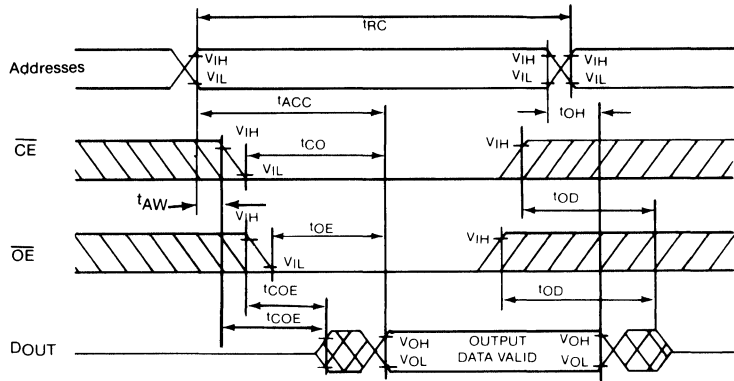 tRC
Addresses
VIH
VIL
VIH
VIL
VIH
VIL
tACC
tOH
CE
VIH
tCO
VIL
VIH
tAW
tOD
OE
VIH
tOE
VIL
VIH
tOD
tCOE
tCOE
DOUT
VOH
VOL
OUTPUT
DATA VALID
VOH
VOL